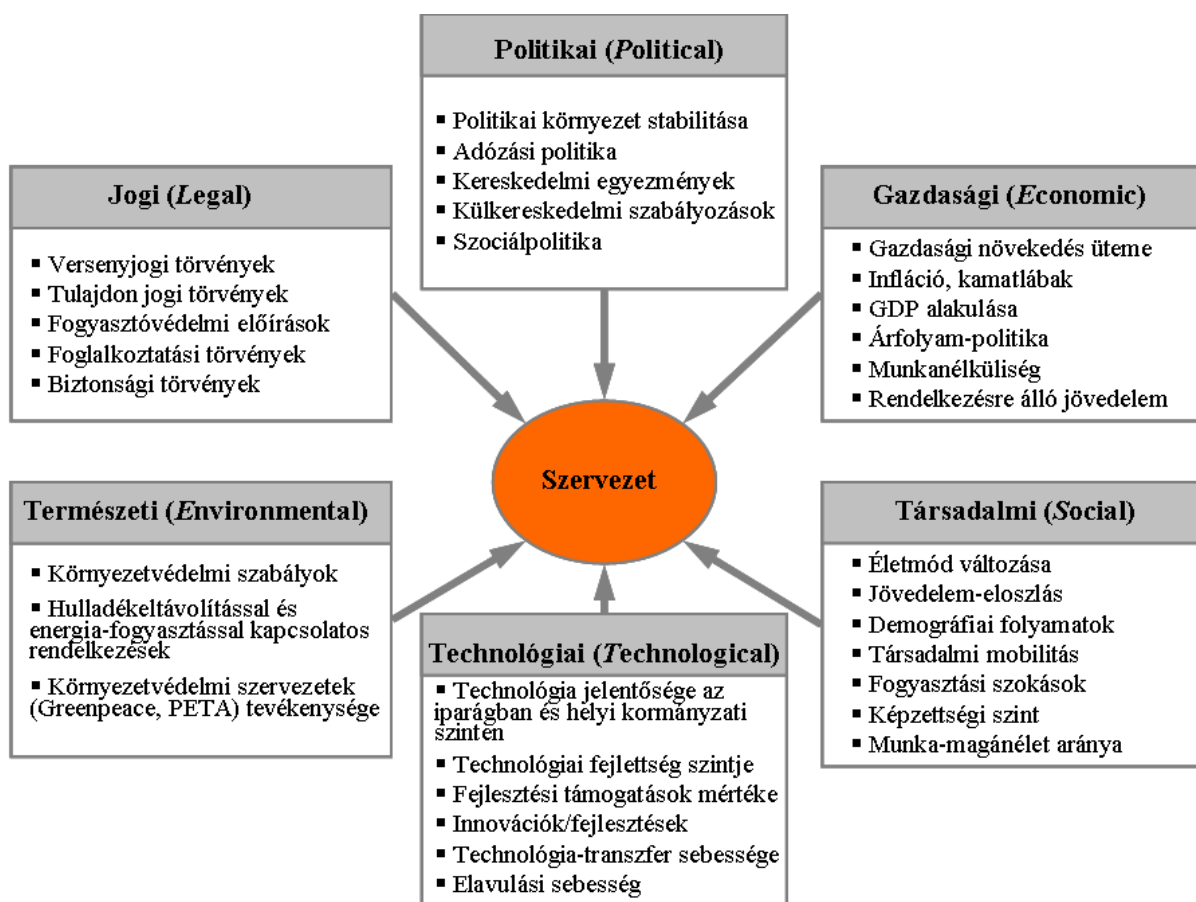 Politikai (Political)
▪ Politikai környezet stabilitása
▪ Adózási politika
▪ Kereskedelmi egyezmények
▪ Külkereskedelmi szabályozások
▪ Szociálpolitika
Jogi (Legal)
▪ Versenyjogi törvények
▪ Tulajdon jogi törvények
▪ Fogyasztóvédelmi előírások
▪ Foglalkoztatási törvények
▪ Biztonsági törvények
Gazdasági (Economic)
▪ Gazdasági növekedés üteme
▪ Infláció, kamatlábak
▪ GDP alakulása
▪ Árfolyam-politika
▪ Munkanélküliség
▪ Rendelkezésre álló jövedelem
Szervezet
Természeti (Environmental)
▪ Környezetvédelmi szabályok
▪ Hulladékeltávolítással és
energia-fogyasztással kapcsolatos
rendelkezések
▪ Környezetvédelmi szervezetek
(Greenpeace, PETA) tevékenysége
Technológiai (Technological)
▪ Technológia jelentősége az
iparágban és helyi kormányzati
szinten
▪ Technológiai fejlettség szintje
▪ Fejlesztési támogatások mértéke
▪ Innovációk/fejlesztések
▪ Technológia-transzfer sebessége
▪ Elavulási sebesség
Társadalmi (Social)
▪ Életmód változása
▪ Jövedelem-eloszlás
▪ Demográfiai folyamatok
▪ Társadalmi mobilitás
▪ Fogyasztási szokások
▪ Képzettségi szint
▪ Munka-magánélet aránya